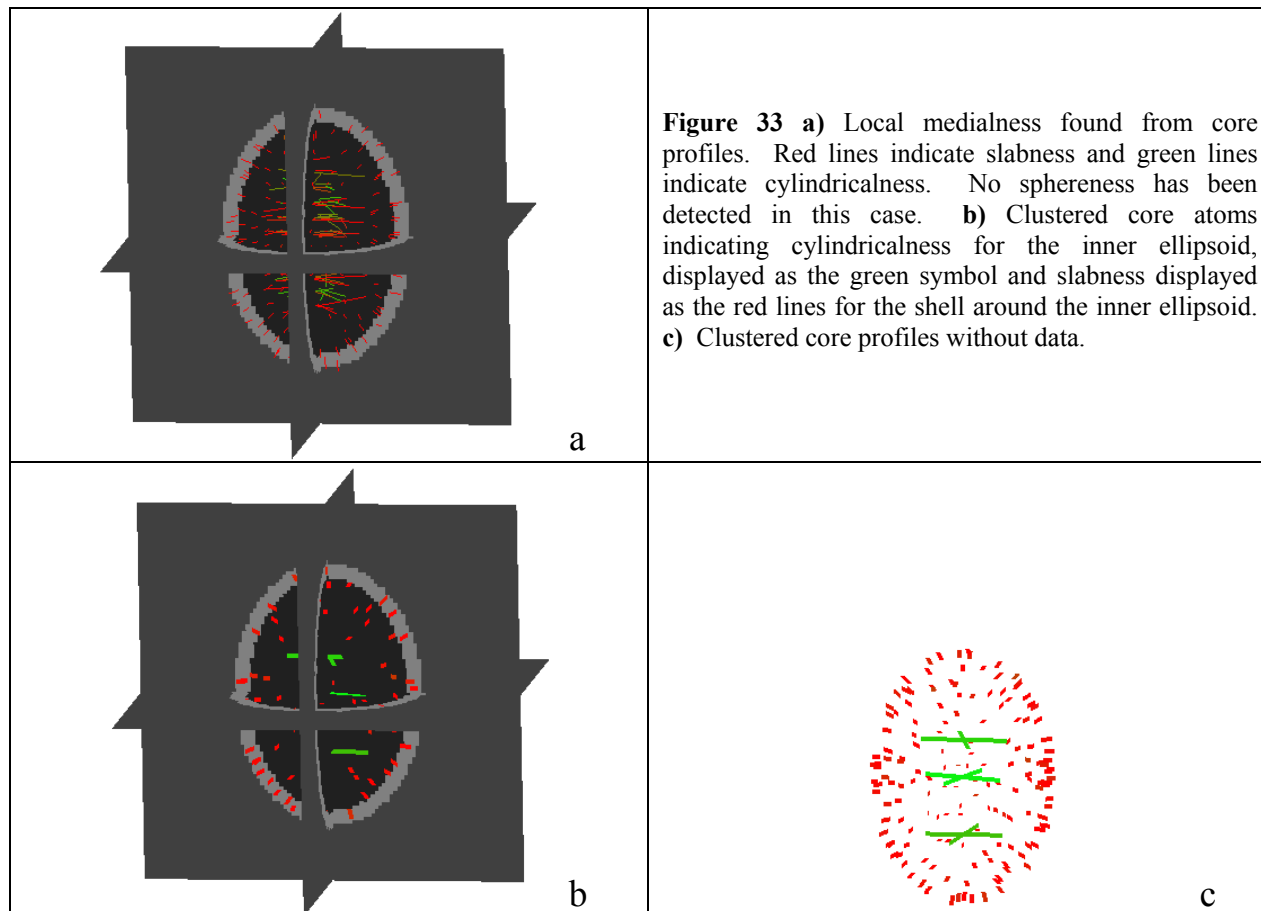 Figure 33 a) Local medialness found from core
profiles. Red lines indicate slabness and green lines
indicate cylindricalness. No sphereness has been
detected in this case. b) Clustered core atoms
indicating cylindricalness for the inner ellipsoid,
displayed as the green symbol and slabness displayed
as the red lines for the shell around the inner ellipsoid.
c) Clustered core profiles without data.
a
b
c